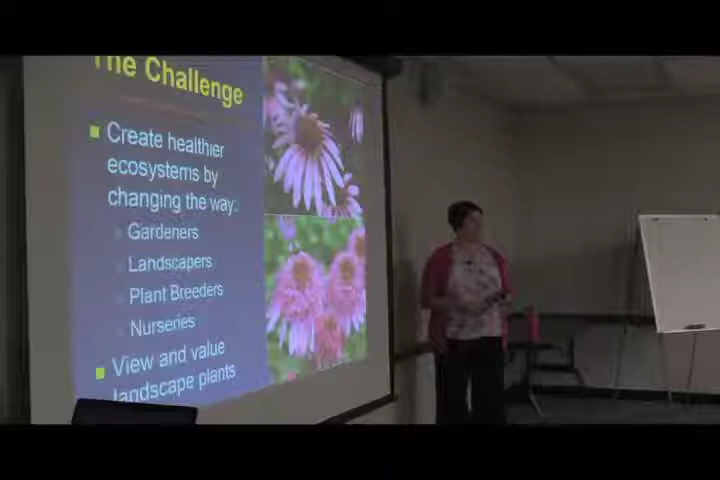 The Challenge
Create healthier
ecosystems by
changing the way:
Gardeners
Landscapers
Plant Breeders
Nurseries
View and value
landscape plants